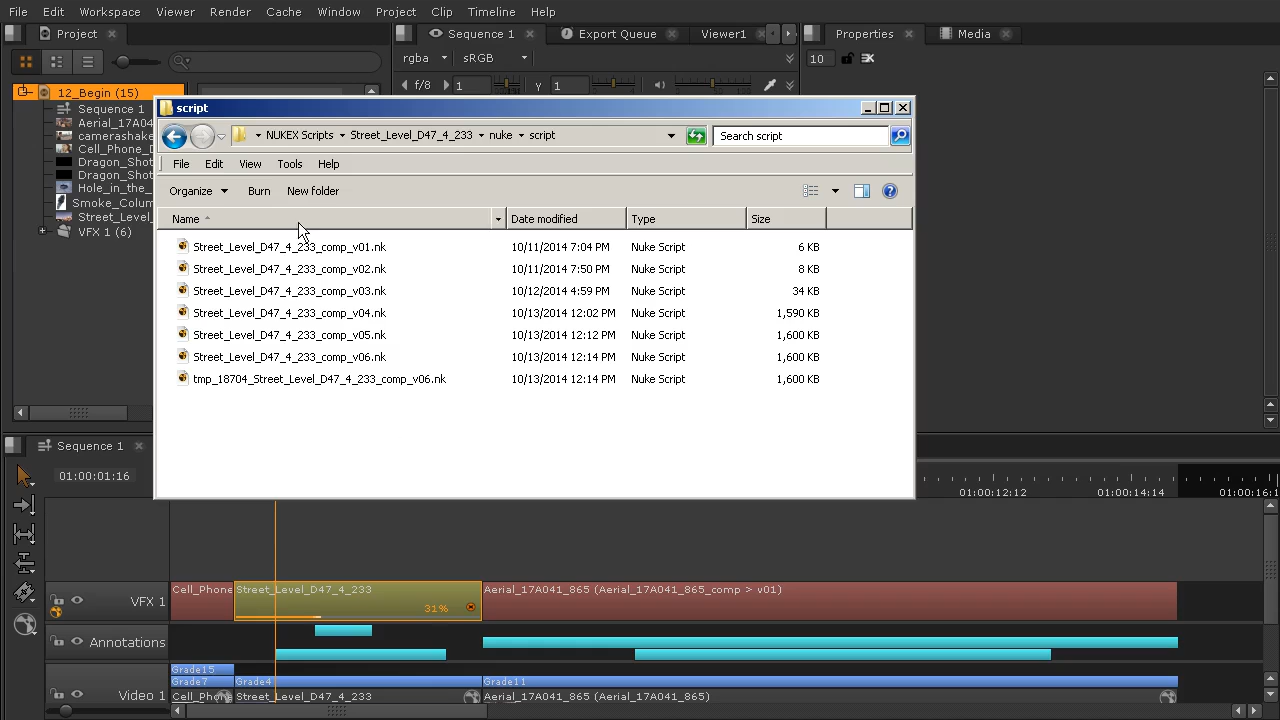 File Edit Workspace Viewer Render Cache Window Project Clip Timeline Help
Project Sequence 1 Export Queue Viewer1 Properties Media
rgba sRGB 10
f/8 1 y 1
12_Begin (15)
Sequence 1
Aerial_17A04
camerashake
Cell_Phone_D
Dragon_Shot
Dragon_Shot
Hole_in_the_
Smoke_Colum
Street_Level_
VFX 1 (6)
script
NUKEX Scripts Street_Level_D47_4_233 nuke script Search script
File Edit View Tools Help
Organize Burn New folder
Name Date modified Type Size
Street_Level_D47_4_233_comp_v01.nk 10/11/2014 7:04 PM Nuke Script 6 KB
Street_Level_D47_4_233_comp_v02.nk 10/11/2014 7:50 PM Nuke Script 8 KB
Street_Level_D47_4_233_comp_v03.nk 10/12/2014 4:59 PM Nuke Script 34 KB
Street_Level_D47_4_233_comp_v04.nk 10/13/2014 12:02 PM Nuke Script 1,590 KB
Street_Level_D47_4_233_comp_v05.nk 10/13/2014 12:12 PM Nuke Script 1,600 KB
Street_Level_D47_4_233_comp_v06.nk 10/13/2014 12:14 PM Nuke Script 1,600 KB
tmp_18704_Street_Level_D47_4_233_comp_v06.nk 10/13/2014 12:14 PM Nuke Script 1,600 KB
Sequence 1
01:00:01:16
01:00:12:12 01:00:14:14 01:00:16:1
VFX 1 Cell_Phone Street_Level_D47_4_233 Aerial_17A041_865 (Aerial_17A041_865_comp > v01)
31%
Annotations
Grade15
Grade7 Grade4 Grade11
Video 1 Cell_Phone Street_Level_D47_4_233 Aerial_17A041_865 (Aerial_17A041_865)